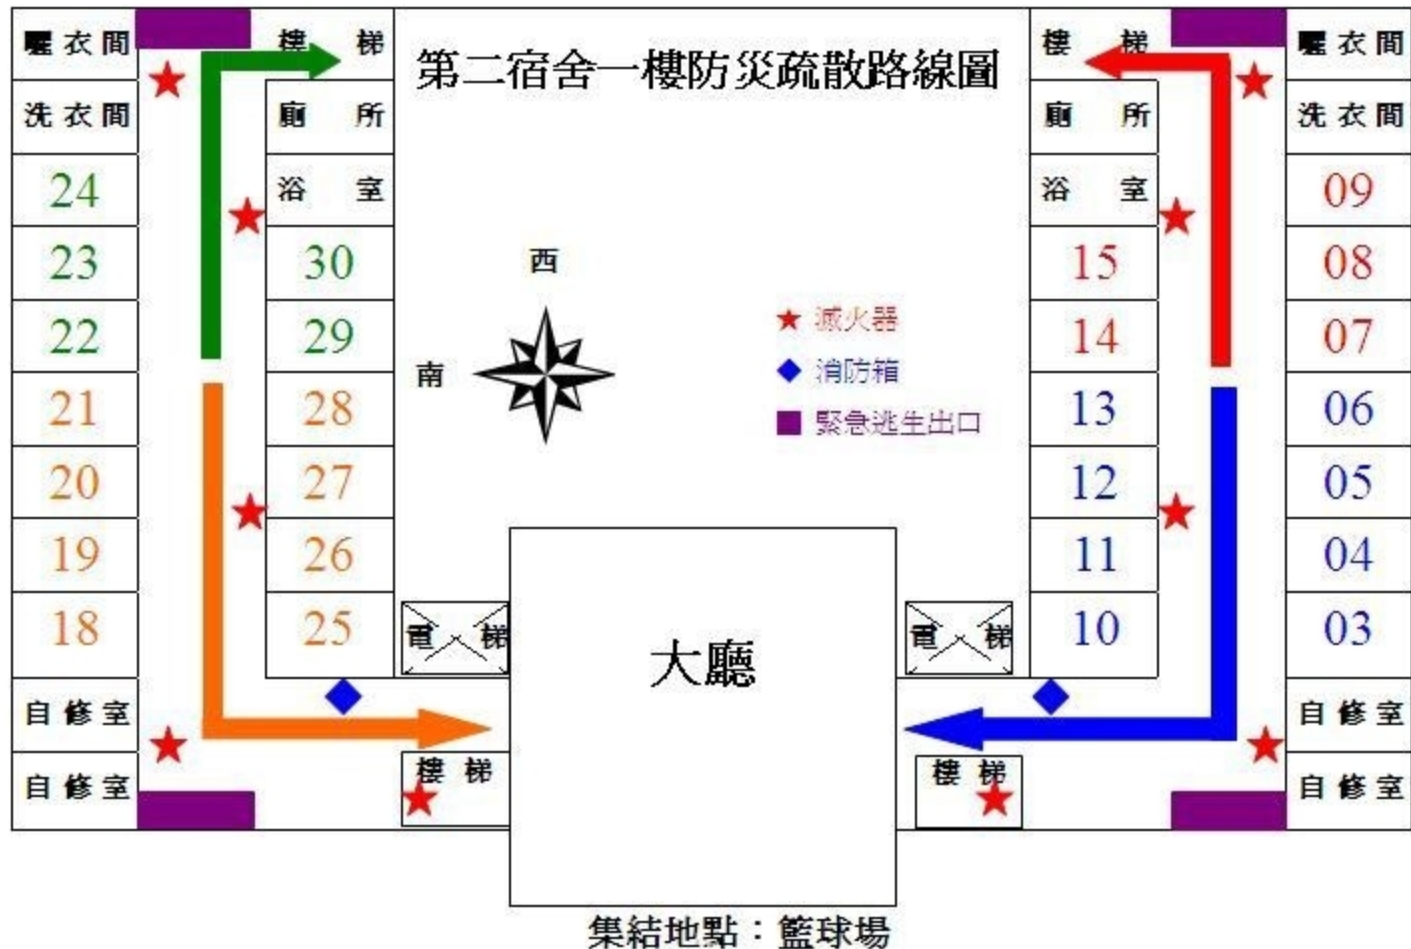 第二宿舍一樓防災疏散路線圖
曬衣間
樓 梯
樓 梯
曬衣間
洗衣間
廁 所
廁 所
洗衣間
24
浴 室
浴 室
09
23
30
15
08
22
29
14
07
21
28
13
06
20
27
12
05
19
26
11
04
18
25
10
03
西
南
滅火器
消防箱
緊急逃生出口
電 梯
大廳
電 梯
自修室
自修室
自修室
樓 梯
樓 梯
自修室
集結地點：籃球場